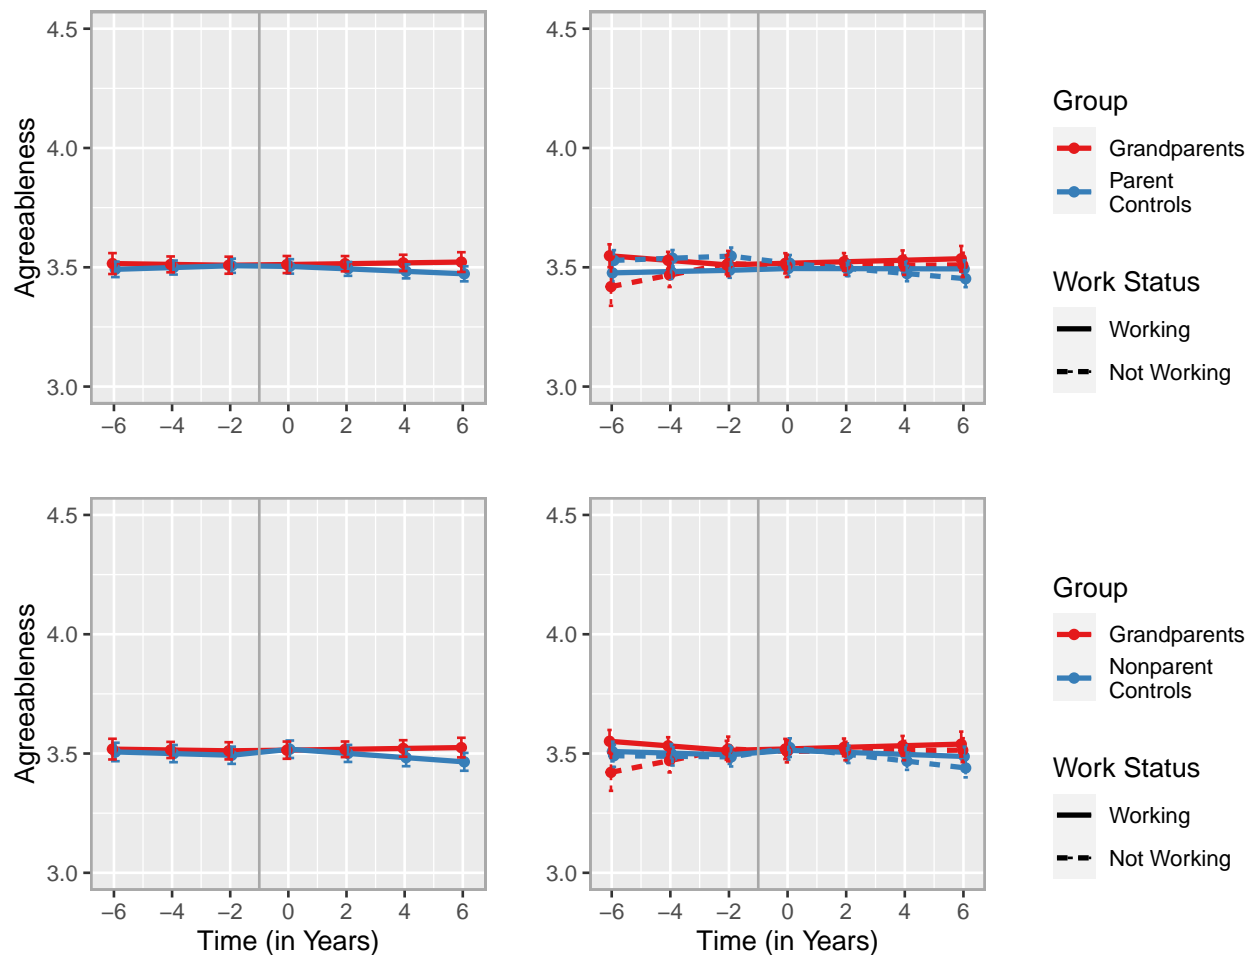 4.5
4.0
3.5
3.0
Agreeableness
−6 −4 −2 0 2 4 6
4.5
4.0
3.5
3.0
−6 −4 −2 0 2 4 6
Group
Grandparents
Parent
Controls
Work Status
Working
Not Working
4.5
4.0
3.5
3.0
Agreeableness
−6 −4 −2 0 2 4 6
Time (in Years)
4.5
4.0
3.5
3.0
−6 −4 −2 0 2 4 6
Time (in Years)
Group
Grandparents
Nonparent
Controls
Work Status
Working
Not Working